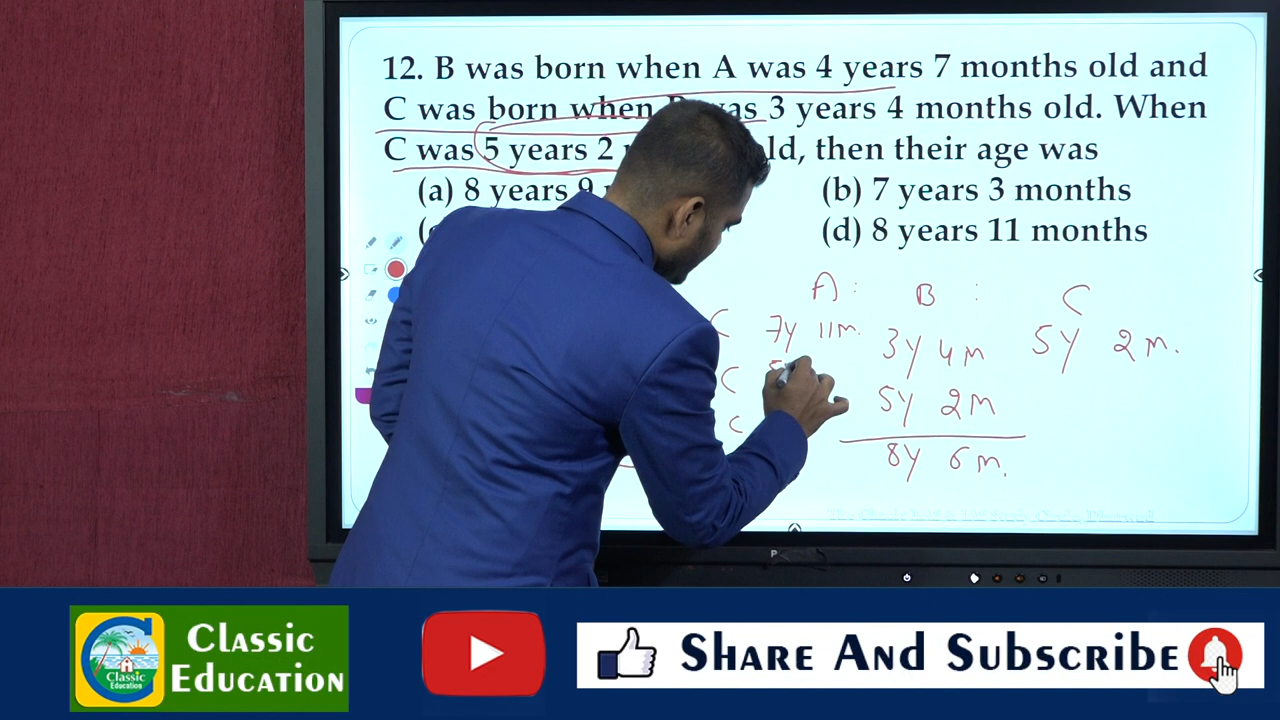 12. B was born when A was 4 years 7 months old and
C was born when B was 3 years 4 months old. When
C was 5 years 2 old, then their age was
(a) 8 years 9
(b) 7 years 3 months
(d) 8 years 11 months
A : B : C
C 7y 11m. 3y 4m 5y 2m.
C 5y 2m
C
8y 6m.
Classic
Education
Classic
Education
Share And Subscribe